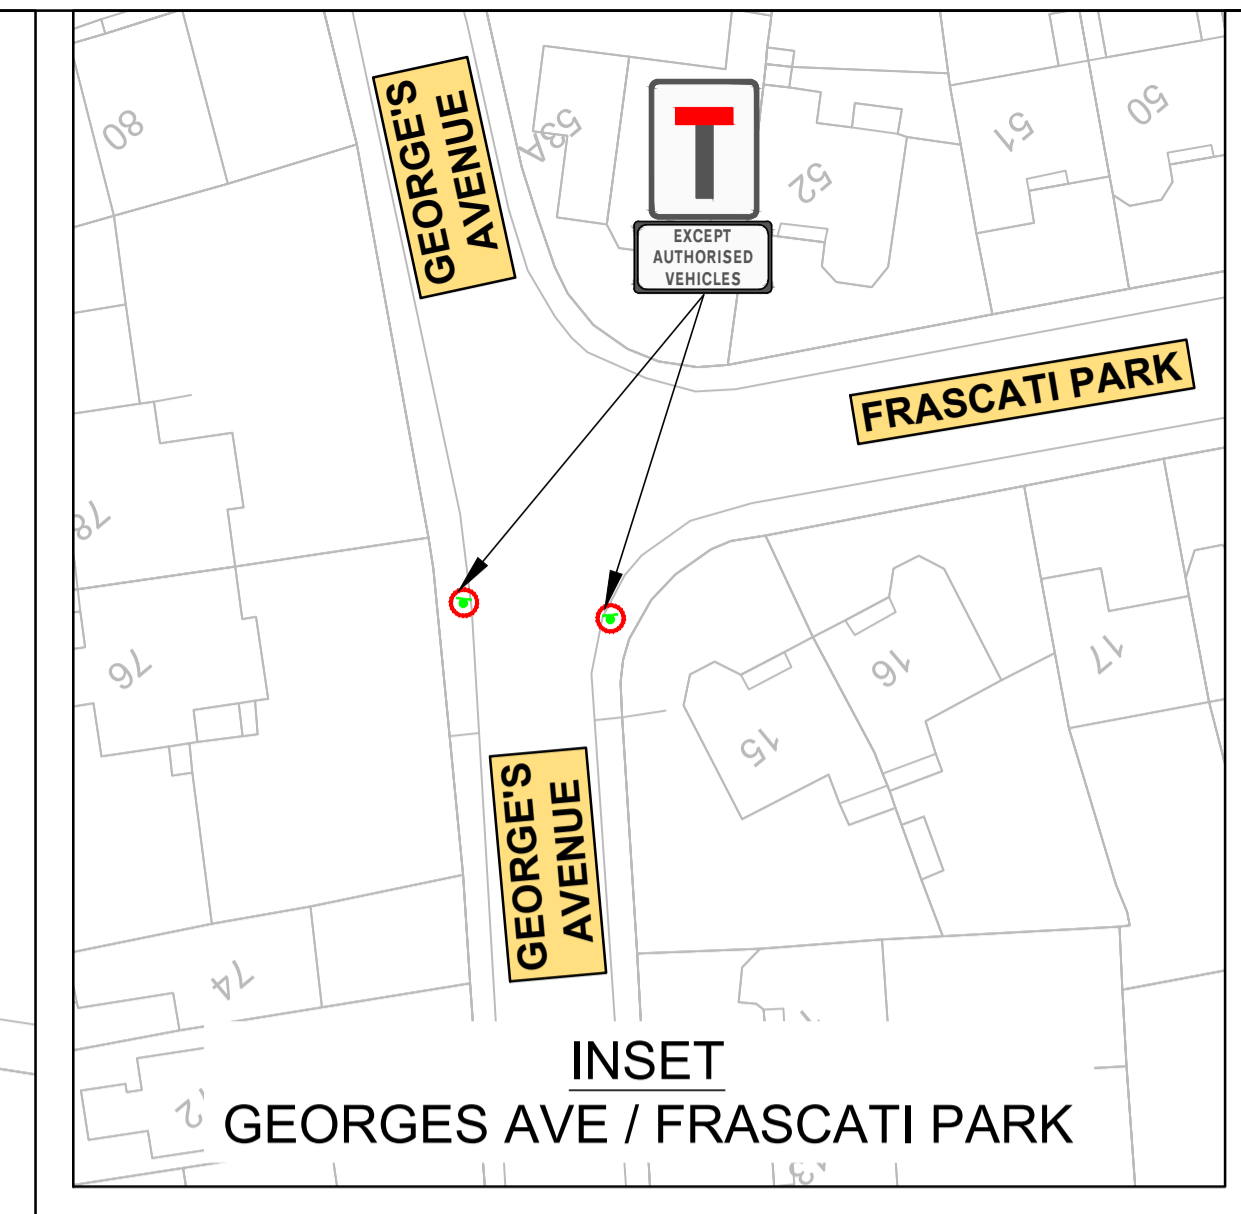 80
GEORGE'S
AVENUE
53A
52
51
50
EXCEPT
AUTHORISED
VEHICLES
FRASCATI PARK
78
76
15
16
17
GEORGE'S
AVENUE
74
INSET
GEORGES AVE / FRASCATI PARK